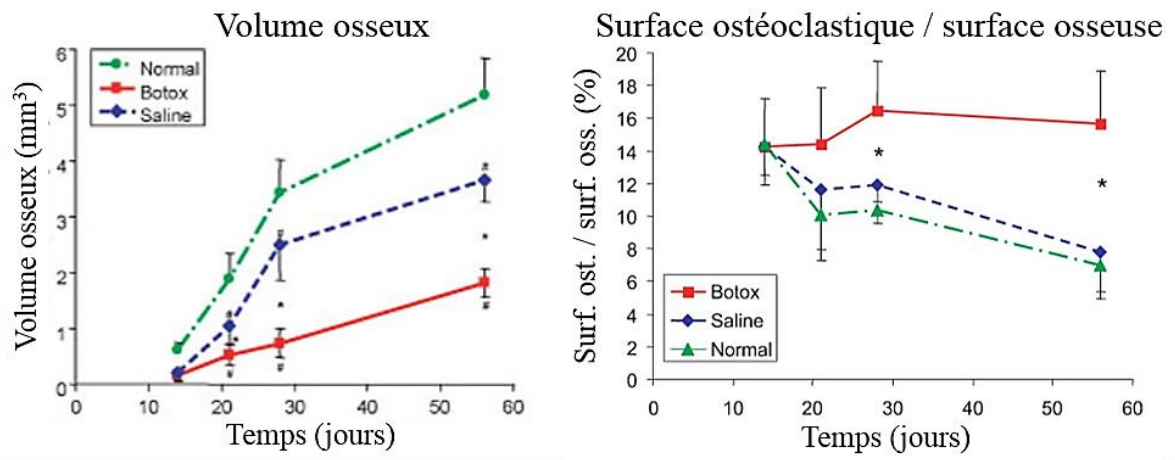 Volume osseux
Volume osseux (mm³)
6
5
4
3
2
1
0
Normal
Botox
Saline
#
*
*
#
#
*
#
#
*
#
0 10 20 30 40 50 60
Temps (jours)
Surface ostéoclastique / surface osseuse
Surf. ost. / surf. oss. (%)
20
18
16
14
12
10
8
6
4
2
0
*
*
Botox
Saline
Normal
0 10 20 30 40 50 60
Temps (jours)